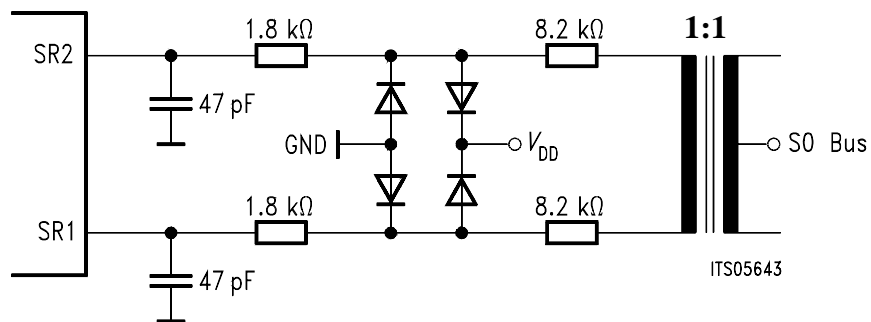 1.8 kΩ
8.2 kΩ
1:1
SR2
47 pF
GND
V_DD
S0 Bus
1.8 kΩ
8.2 kΩ
SR1
47 pF
ITS05643